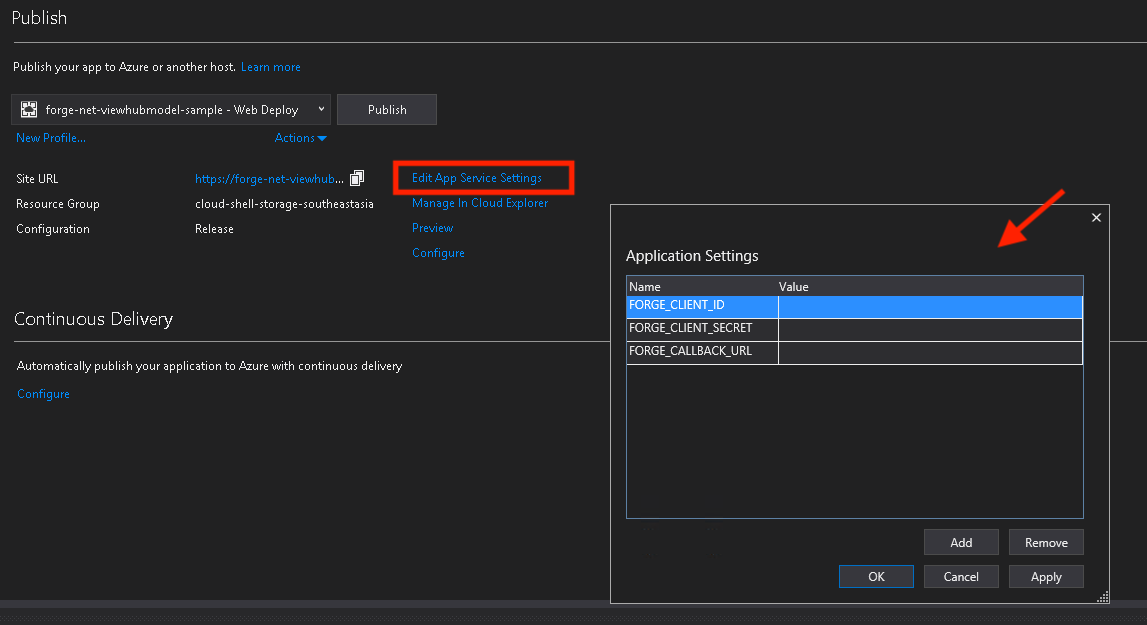 Publish
Publish your app to Azure or another host. Learn more
forge-net-viewhubmodel-sample - Web Deploy
Publish
New Profile...
Actions
Site URL
https://forge-net-viewhub...
Edit App Service Settings
Resource Group
cloud-shell-storage-southeastasia
Manage In Cloud Explorer
Configuration
Release
Preview
Configure
Application Settings
Name Value
FORGE_CLIENT_ID
FORGE_CLIENT_SECRET
FORGE_CALLBACK_URL
Add Remove
OK Cancel Apply
Continuous Delivery
Automatically publish your application to Azure with continuous delivery
Configure